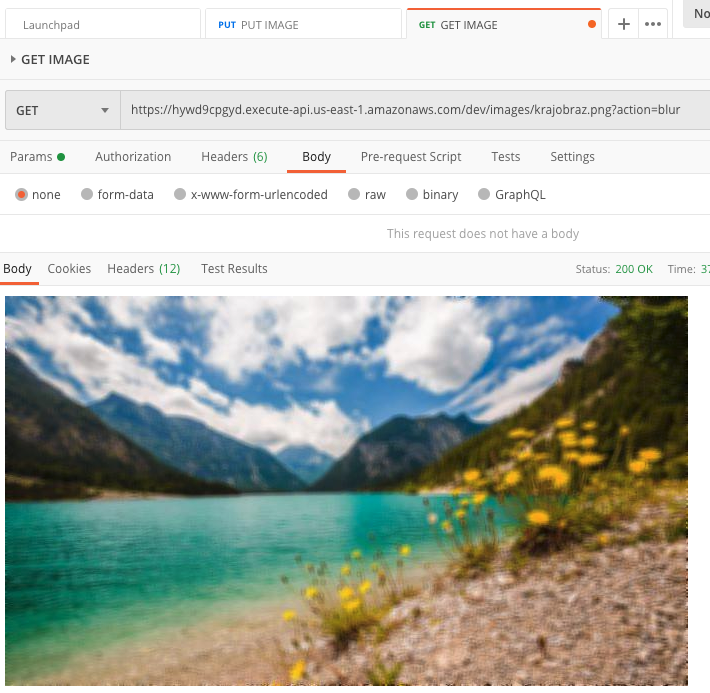 Launchpad PUT PUT IMAGE GET GET IMAGE No
GET IMAGE
GET https://hywd9cpgyd.execute-api.us-east-1.amazonaws.com/dev/images/krajobraz.png?action=blur
Params Authorization Headers (6) Body Pre-request Script Tests Settings
none form-data x-www-form-urlencoded raw binary GraphQL
This request does not have a body
Body Cookies Headers (12) Test Results Status: 200 OK Time: 37